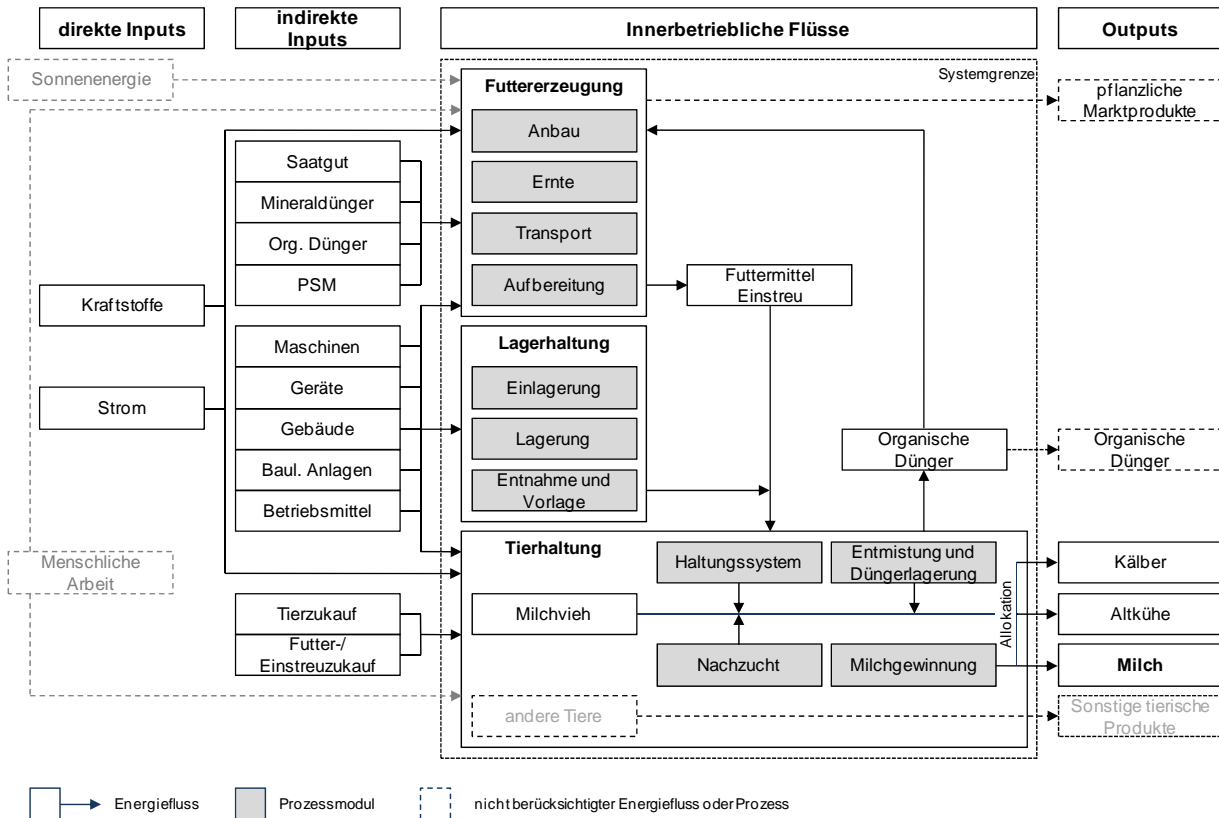 direkte Inputs
indirekte
Inputs
Innerbetriebliche Flüsse
Outputs
Sonnenenergie
Systemgrenze
Futtererzeugung
pflanzliche
Marktprodukte
Anbau
Saatgut
Ernte
Mineraldünger
Org. Dünger
Transport
PSM
Aufbereitung
Futtermittel
Einstreu
Kraftstoffe
Maschinen
Lagerhaltung
Geräte
Einlagerung
Strom
Gebäude
Lagerung
Organische
Dünger
Organische
Dünger
Baul. Anlagen
Entnahme und
Vorlage
Betriebsmittel
Menschliche
Arbeit
Tierhaltung
Haltungssystem
Entmistung und
Düngerlagerung
Kälber
Tierzukauf
Milchvieh
Allokation
Altkühe
Futter-/
Einstreuzukauf
Nachzucht
Milchgewinnung
Milch
andere Tiere
Sonstige tierische
Produkte
Energiefluss
Prozessmodul
nicht berücksichtigter Energiefluss oder Prozess